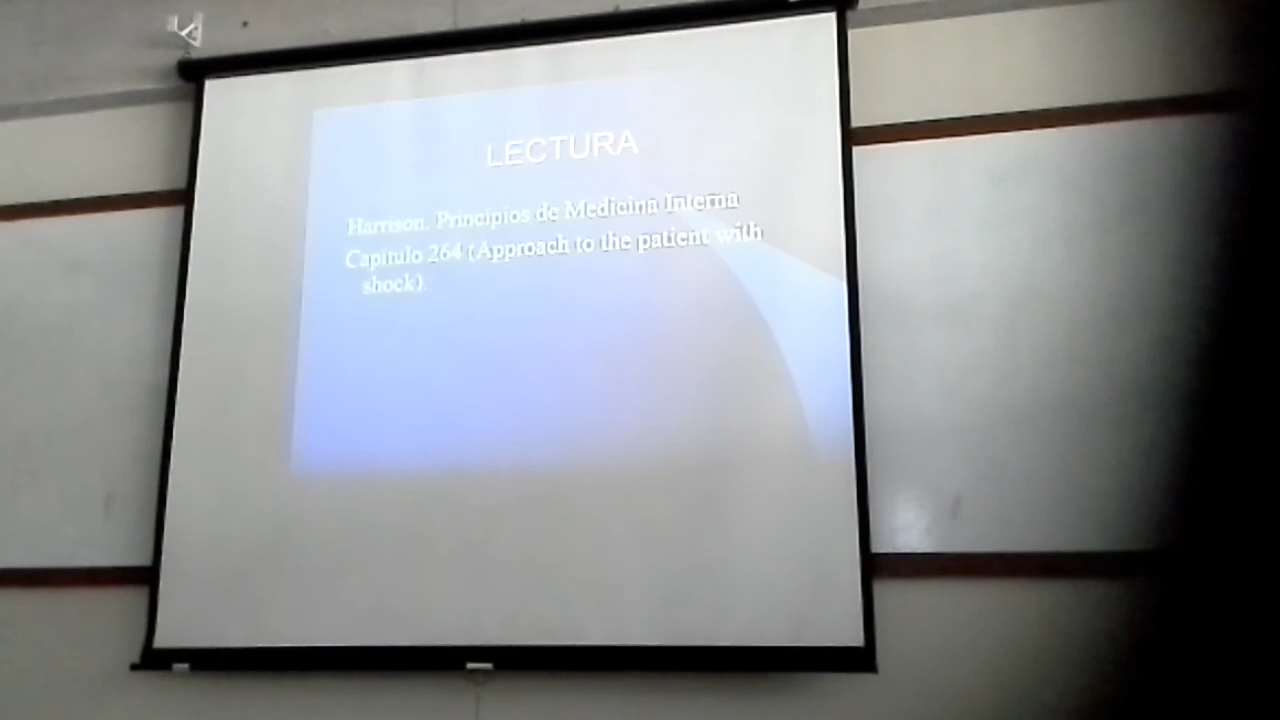 LECTURA
Harrison. Principios de Medicina Interna
Capitulo 264 (Approach to the patient with
shock).